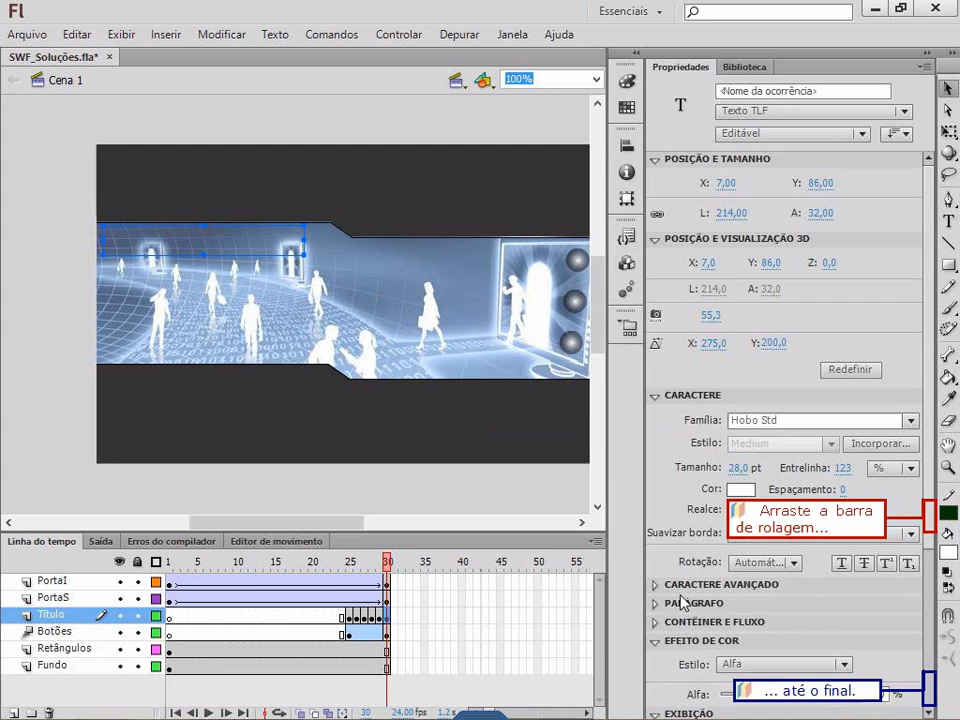 Fl
Essenciais
Arquivo Editar Exibir Inserir Modificar Texto Comandos Controlar Depurar Janela Ajuda
SWF_Soluções.fla* ×
Cena 1
100%
Propriedades Biblioteca
<Nome da ocorrência>
T
Texto TLF
Editável
POSIÇÃO E TAMANHO
X: 7,00 Y: 86,00
L: 214,00 A: 32,00
POSIÇÃO E VISUALIZAÇÃO 3D
X: 7,0 Y: 86,0 Z: 0,0
L: 214,0 A: 32,0
55,3
X: 275,0 Y: 200,0
Redefinir
CARACTERE
Família: Hobo Std
Estilo: Medium Incorporar...
Tamanho: 28,0 pt Entrelinha: 123 %
Cor: Espaçamento: 0
Realce:
Arraste a barra
de rolagem...
Suavizar borda:
Rotação: Automát... T T T¹ T₁
CARACTERE AVANÇADO
PARÁGRAFO
CONTÊINER E FLUXO
EFEITO DE COR
Estilo: Alfa
Alfa: %
... até o final.
EXIBIÇÃO
Linha do tempo Saída Erros do compilador Editor de movimento
1 5 10 15 20 25 30 35 40 45 50 55
PortaI
PortaS
Título
Botões
Retângulos
Fundo
30 24,00 fps 1,2 s